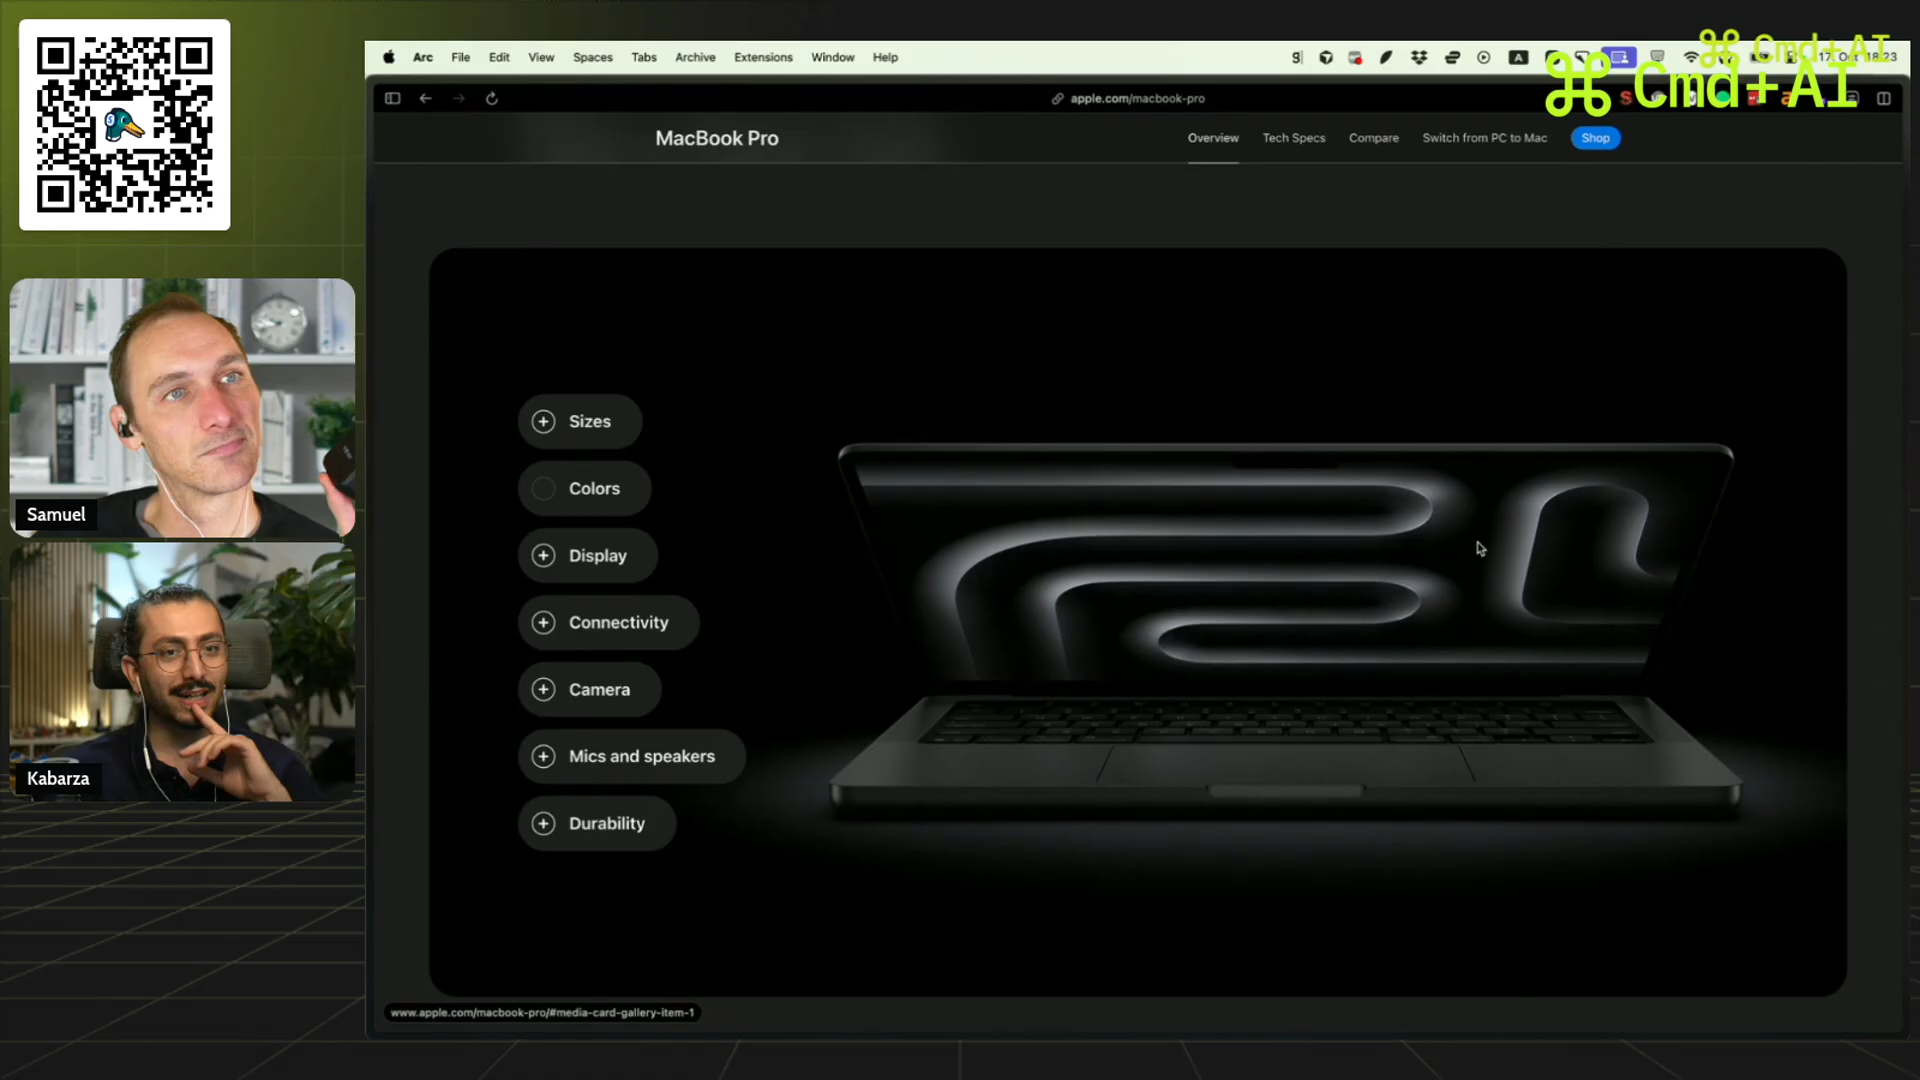 Arc File Edit View Spaces Tabs Archive Extensions Window Help
⌘ Cmd+AI
⌘ Cmd+AI
apple.com/macbook-pro
MacBook Pro
Overview Tech Specs Compare Switch from PC to Mac Shop
Sizes
Colors
Display
Connectivity
Camera
Mics and speakers
Durability
Samuel
Kabarza
www.apple.com/macbook-pro/#media-card-gallery-item-1